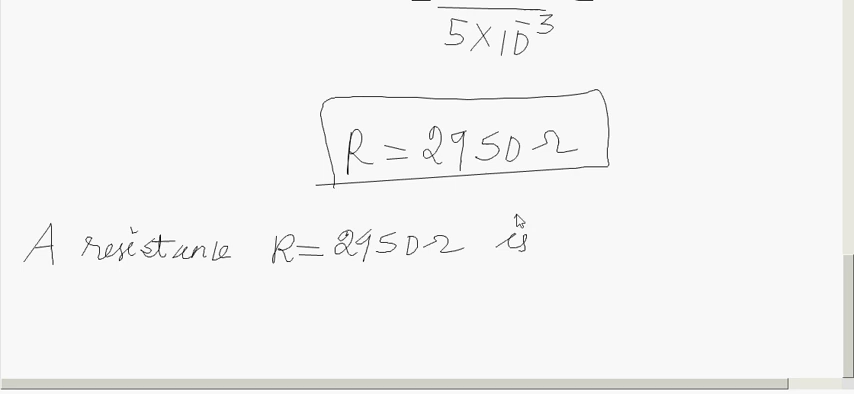 5×10⁻³
R = 2950Ω
A resistance R=2950Ω is